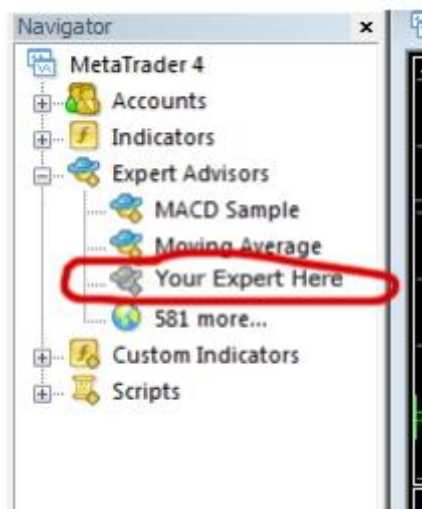 Navigator
MetaTrader 4
Accounts
Indicators
Expert Advisors
MACD Sample
Moving Average
Your Expert Here
581 more...
Custom Indicators
Scripts